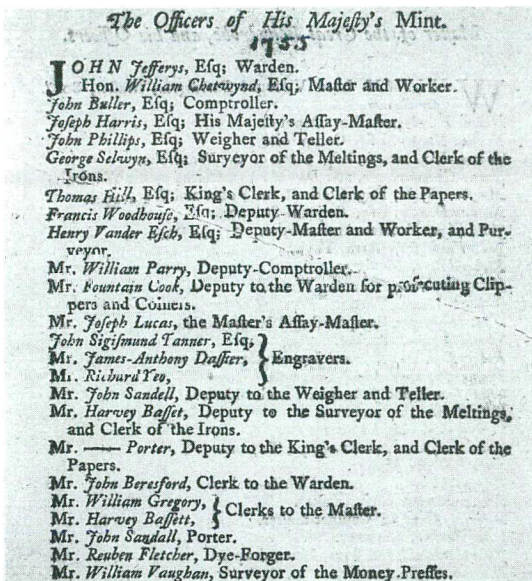 The Officers of His Majeſty's Mint.
1755
JOHN Jefferys, Eſq; Warden.
Hon. William Chetwynd, Eſq; Maſter and Worker.
John Buller, Eſq; Comptroller.
Joſeph Harris, Eſq; His Majeſty's Aſſay-Maſter.
John Phillips, Eſq; Weigher and Teller.
George Selwyn, Eſq; Surveyor of the Meltings, and Clerk of the
Irons.
Thomas Hill, Eſq; King's Clerk, and Clerk of the Papers.
Francis Woodhouſe, Eſq; Deputy Warden.
Henry Vander Eſch, Eſq; Deputy-Maſter and Worker, and Pur-
veyor.
Mr. William Parry, Deputy-Comptroller.
Mr. Fountain Cook, Deputy to the Warden for proſecuting Clip-
pers and Coiners.
Mr. Joſeph Lucas, the Maſter's Aſſay-Maſter.
John Sigiſmund Tanner, Eſq;
Mr. James-Anthony Daſſier, } Engravers.
Mr. Richard Yeo,
Mr. John Sandell, Deputy to the Weigher and Teller.
Mr. Harvey Baſſet, Deputy to the Surveyor of the Meltings,
and Clerk of the Irons.
Mr. —— Porter, Deputy to the King's Clerk, and Clerk of the
Papers.
Mr. John Beresford, Clerk to the Warden.
Mr. William Gregory, } Clerks to the Maſter.
Mr. Harvey Baſſett,
Mr. John Sandall, Porter.
Mr. Reuben Fletcher, Dye-Forger.
Mr. William Vaughan, Surveyor of the Money Preſſes.